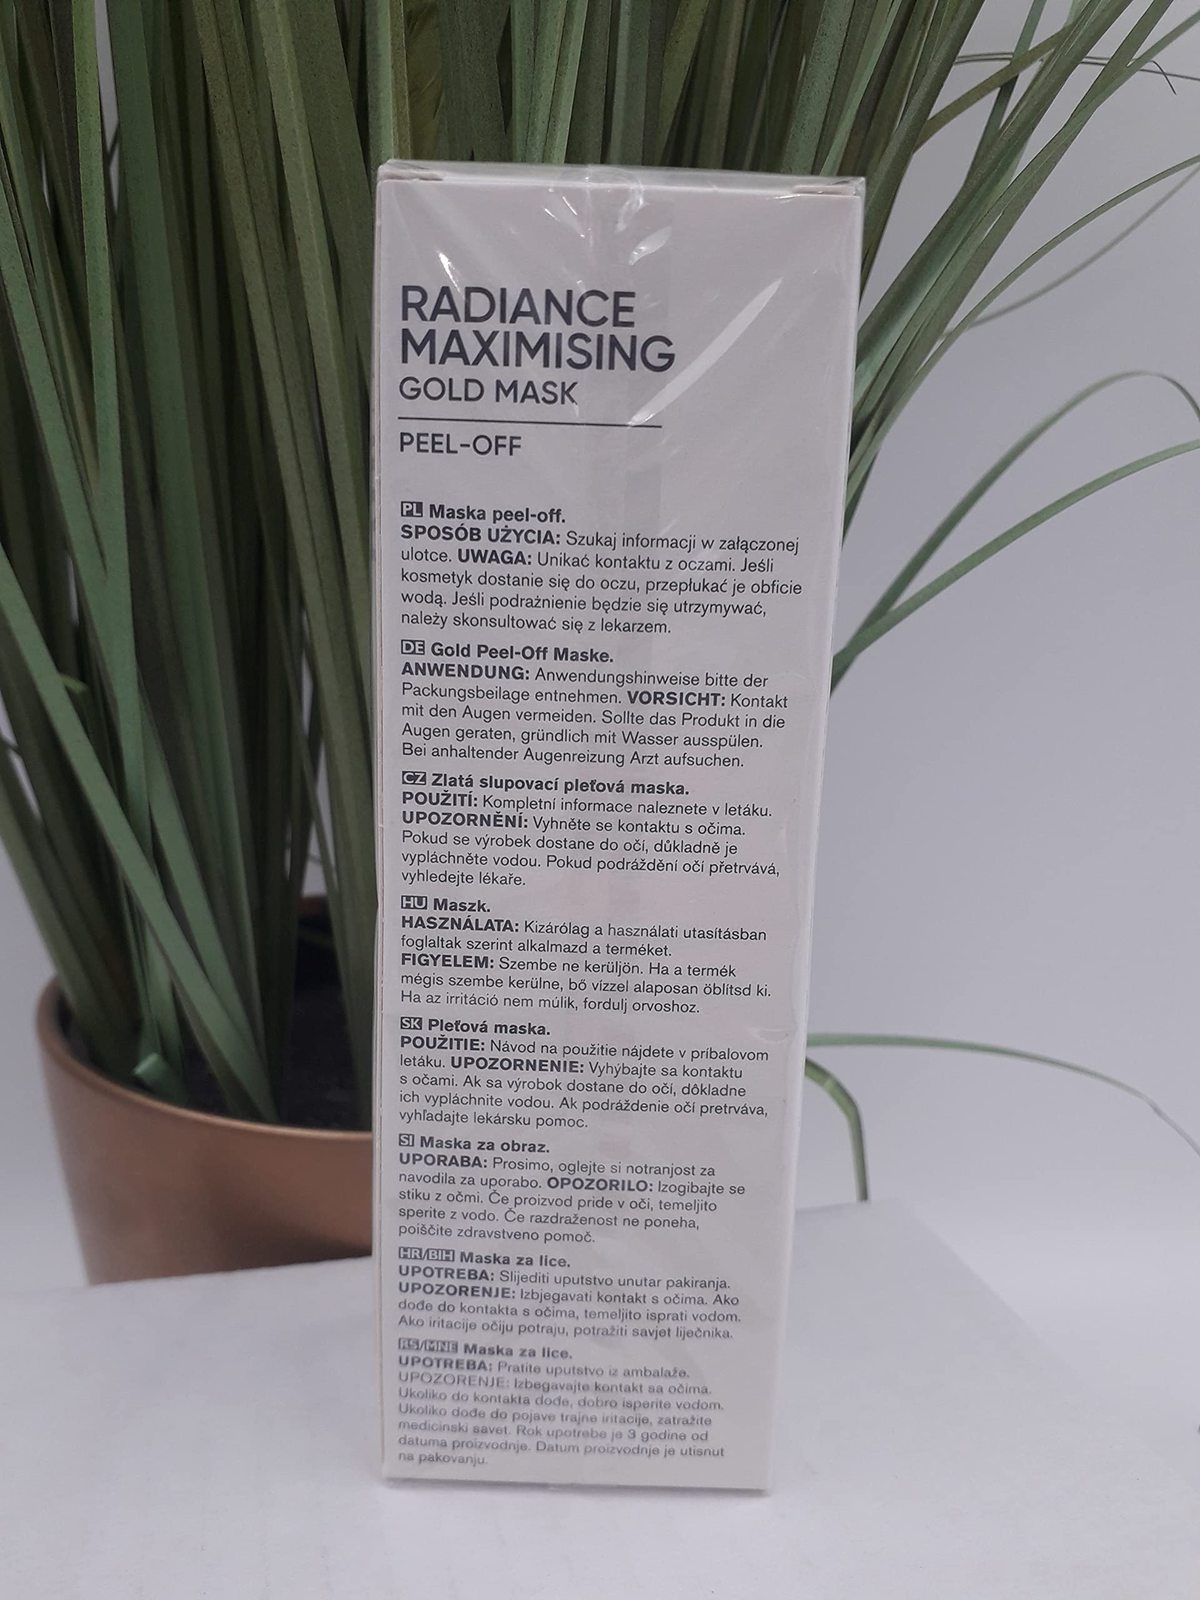 RADIANCE
MAXIMISING
GOLD MASK
PEEL-OFF
PL Maska peel-off.
SPOSÓB UŻYCIA: Szukaj informacji w załączonej
ulotce. UWAGA: Unikać kontaktu z oczami. Jeśli
kosmetyk dostanie się do oczu, przepłukać je obficie
wodą. Jeśli podrażnienie będzie się utrzymywać,
należy skonsultować się z lekarzem.
DE Gold Peel-Off Maske.
ANWENDUNG: Anwendungshinweise bitte der
Packungsbeilage entnehmen. VORSICHT: Kontakt
mit den Augen vermeiden. Sollte das Produkt in die
Augen geraten, gründlich mit Wasser ausspülen.
Bei anhaltender Augenreizung Arzt aufsuchen.
CZ Zlatá slupovací pleťová maska.
POUŽITÍ: Kompletní informace naleznete v letáku.
UPOZORNĚNÍ: Vyhněte se kontaktu s očima.
Pokud se výrobek dostane do očí, důkladně je
vypláchněte vodou. Pokud podráždění očí přetrvává,
vyhledejte lékaře.
HU Maszk.
HASZNÁLATA: Kizárólag a használati utasításban
foglaltak szerint alkalmazd a terméket.
FIGYELEM: Szembe ne kerüljön. Ha a termék
mégis szembe kerülne, bő vízzel alaposan öblítsd ki.
Ha az irritáció nem múlik, fordulj orvoshoz.
SK Pleťová maska.
POUŽITIE: Návod na použitie nájdete v príbalovom
letáku. UPOZORNENIE: Vyhýbajte sa kontaktu
s očami. Ak sa výrobok dostane do očí, dôkladne
ich vypláchnite vodou. Ak podráždenie očí pretrváva,
vyhľadajte lekársku pomoc.
SI Maska za obraz.
UPORABA: Prosimo, oglejte si notranjost za
navodila za uporabo. OPOZORILO: Izogibajte se
stiku z očmi. Če proizvod pride v oči, temeljito
sperite z vodo. Če razdraženost ne poneha,
poiščite zdravstveno pomoč.
HR/BIH Maska za lice.
UPOTREBA: Slijediti uputstvo unutar pakiranja.
UPOZORENJE: Izbjegavati kontakt s očima. Ako
dođe do kontakta s očima, temeljito isprati vodom.
Ako iritacije očiju potraju, potražiti savjet liječnika.
RS/MNE Maska za lice.
UPOTREBA: Pratite uputstvo iz ambalaže.
UPOZORENJE: Izbegavajte kontakt sa očima.
Ukoliko do kontakta dođe, dobro isperite vodom.
Ukoliko dođe do pojave trajne iritacije, zatražite
medicinski savet. Rok upotrebe je 3 godine od
datuma proizvodnje. Datum proizvodnje je utisnut
na pakovanju.